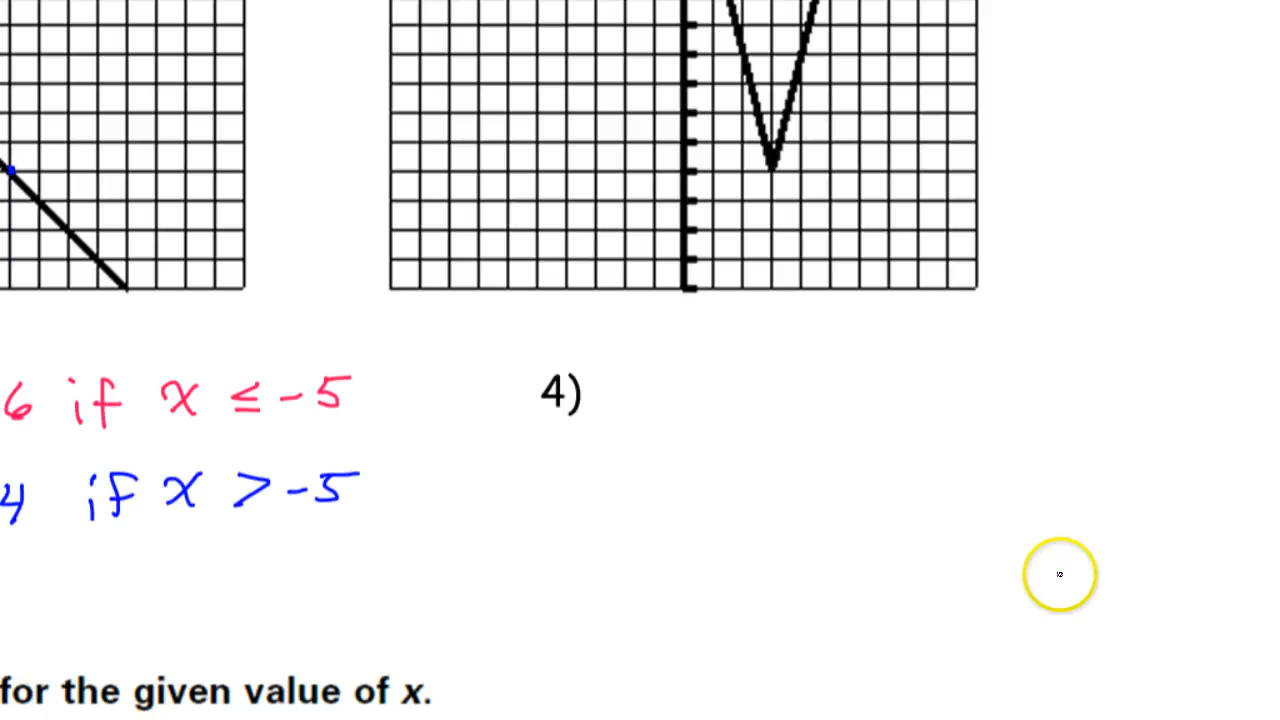 6 if x ≤ -5
4)
4 if x > -5
for the given value of x.